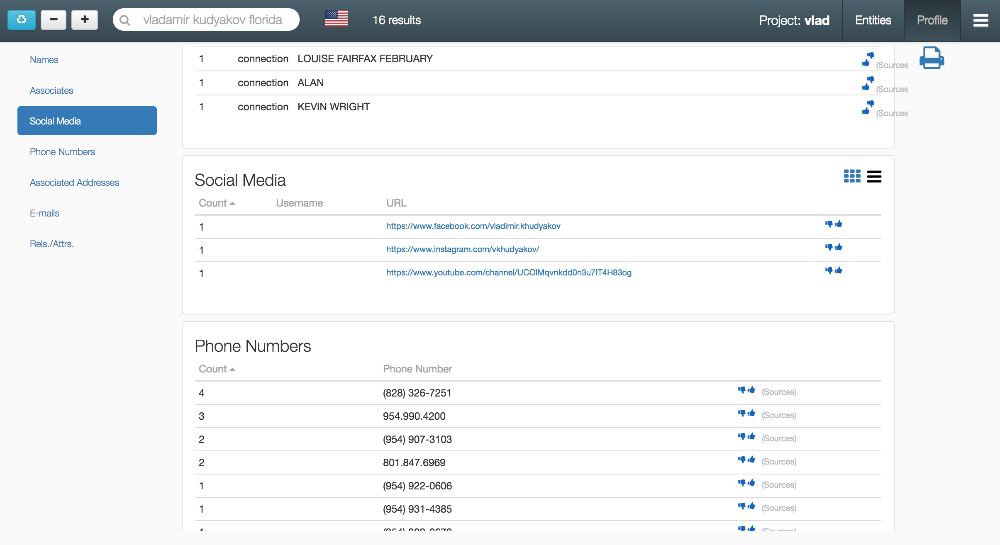 vladamir kudyakov florida
16 results
Project: vlad
Entities
Profile
Names
Associates
Social Media
Phone Numbers
Associated Addresses
E-mails
Rels./Attrs.
1 connection LOUISE FAIRFAX FEBRUARY (Sources
1 connection ALAN (Sources
1 connection KEVIN WRIGHT (Sources
Social Media
Count Username URL
1 https://www.facebook.com/vladimir.khudyakov
1 https://www.instagram.com/vkhudyakov/
1 https://www.youtube.com/channel/UCOlMqvnkdd0n3u7IT4H83og
Phone Numbers
Count Phone Number
4 (828) 326-7251 (Sources)
3 954.990.4200 (Sources)
2 (954) 907-3103 (Sources)
2 801.847.6969 (Sources)
1 (954) 922-0606 (Sources)
1 (954) 931-4385 (Sources)